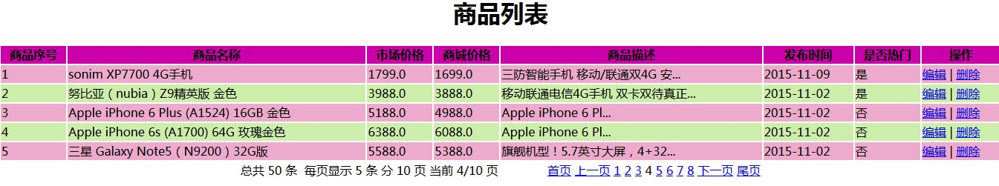 商品列表
商品序号 商品名称 市场价格 商城价格 商品描述 发布时间 是否热门 操作
1 sonim XP7700 4G手机 1799.0 1699.0 三防智能手机 移动/联通双4G 安... 2015-11-09 是 编辑 | 删除
2 努比亚（nubia）Z9精英版 金色 3988.0 3888.0 移动联通电信4G手机 双卡双待真正... 2015-11-02 是 编辑 | 删除
3 Apple iPhone 6 Plus (A1524) 16GB 金色 5188.0 4988.0 Apple iPhone 6 Pl... 2015-11-02 否 编辑 | 删除
4 Apple iPhone 6s (A1700) 64G 玫瑰金色 6388.0 6088.0 Apple iPhone 6 Pl... 2015-11-02 否 编辑 | 删除
5 三星 Galaxy Note5（N9200）32G版 5588.0 5388.0 旗舰机型！5.7英寸大屏，4+32... 2015-11-02 否 编辑 | 删除
总共 50 条 每页显示 5 条 分 10 页 当前 4/10 页 首页 上一页 1 2 3 4 5 6 7 8 下一页 尾页